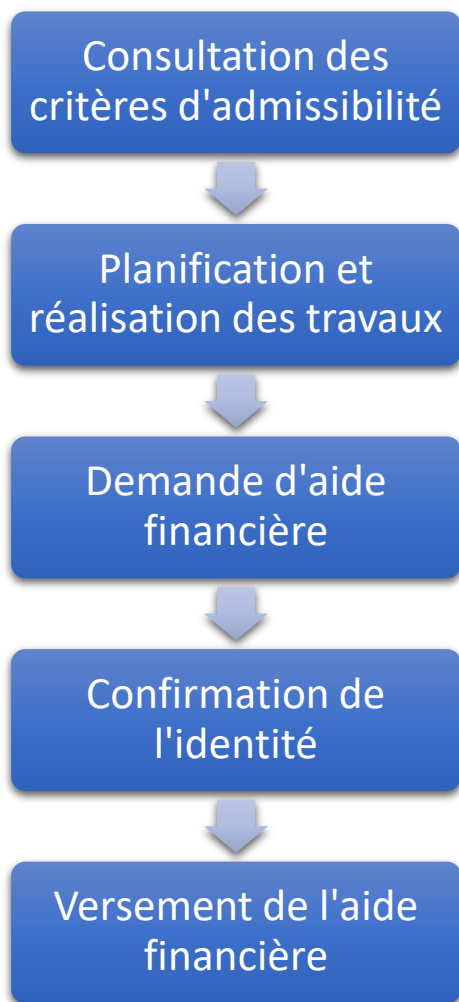 Consultation des
critères d'admissibilité
Planification et
réalisation des travaux
Demande d'aide
financière
Confirmation de
l'identité
Versement de l'aide
financière